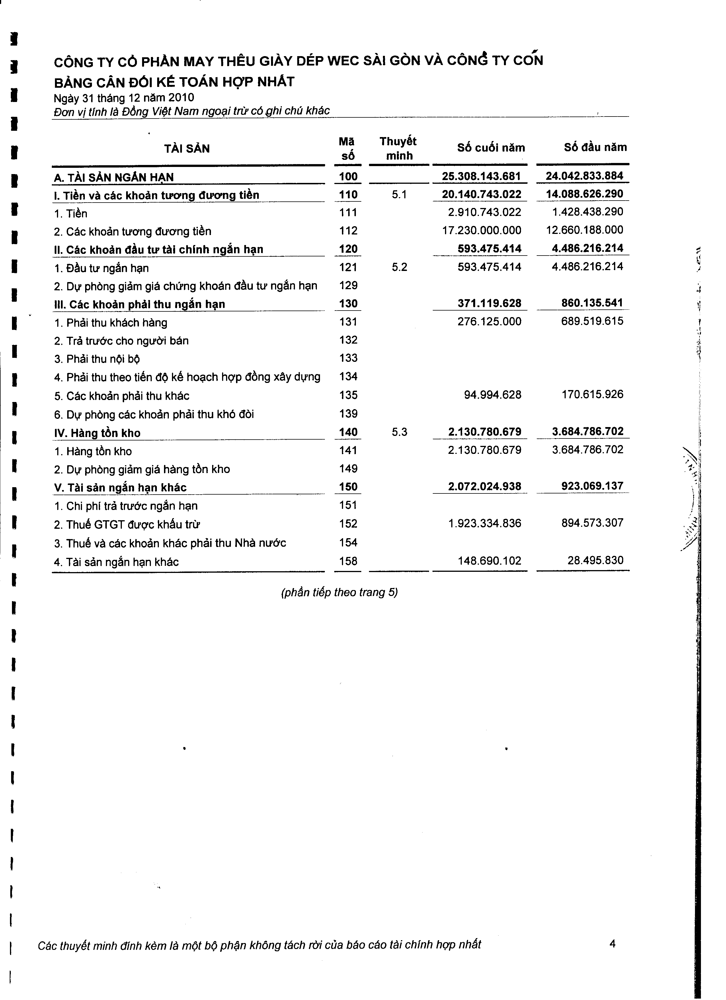 CÔNG TY CỔ PHẦN MAY THÊU GIÀY DÉP WEC SÀI GÒN VÀ CÔNG TY CON
BẢNG CÂN ĐỐI KẾ TOÁN HỢP NHẤT
Ngày 31 tháng 12 năm 2010
Đơn vị tính là Đồng Việt Nam ngoại trừ có ghi chú khác
TÀI SẢN Mã số Thuyết minh Số cuối năm Số đầu năm
A. TÀI SẢN NGẮN HẠN 100 25.308.143.681 24.042.833.884
I. Tiền và các khoản tương đương tiền 110 5.1 20.140.743.022 14.088.626.290
1. Tiền 111 2.910.743.022 1.428.438.290
2. Các khoản tương đương tiền 112 17.230.000.000 12.660.188.000
II. Các khoản đầu tư tài chính ngắn hạn 120 593.475.414 4.486.216.214
1. Đầu tư ngắn hạn 121 5.2 593.475.414 4.486.216.214
2. Dự phòng giảm giá chứng khoán đầu tư ngắn hạn 129
III. Các khoản phải thu ngắn hạn 130 371.119.628 860.135.541
1. Phải thu khách hàng 131 276.125.000 689.519.615
2. Trả trước cho người bán 132
3. Phải thu nội bộ 133
4. Phải thu theo tiến độ kế hoạch hợp đồng xây dựng 134
5. Các khoản phải thu khác 135 94.994.628 170.615.926
6. Dự phòng các khoản phải thu khó đòi 139
IV. Hàng tồn kho 140 5.3 2.130.780.679 3.684.786.702
1. Hàng tồn kho 141 2.130.780.679 3.684.786.702
2. Dự phòng giảm giá hàng tồn kho 149
V. Tài sản ngắn hạn khác 150 2.072.024.938 923.069.137
1. Chi phí trả trước ngắn hạn 151
2. Thuế GTGT được khấu trừ 152 1.923.334.836 894.573.307
3. Thuế và các khoản khác phải thu Nhà nước 154
4. Tài sản ngắn hạn khác 158 148.690.102 28.495.830
(phần tiếp theo trang 5)
Các thuyết minh đính kèm là một bộ phận không tách rời của báo cáo tài chính hợp nhất 4